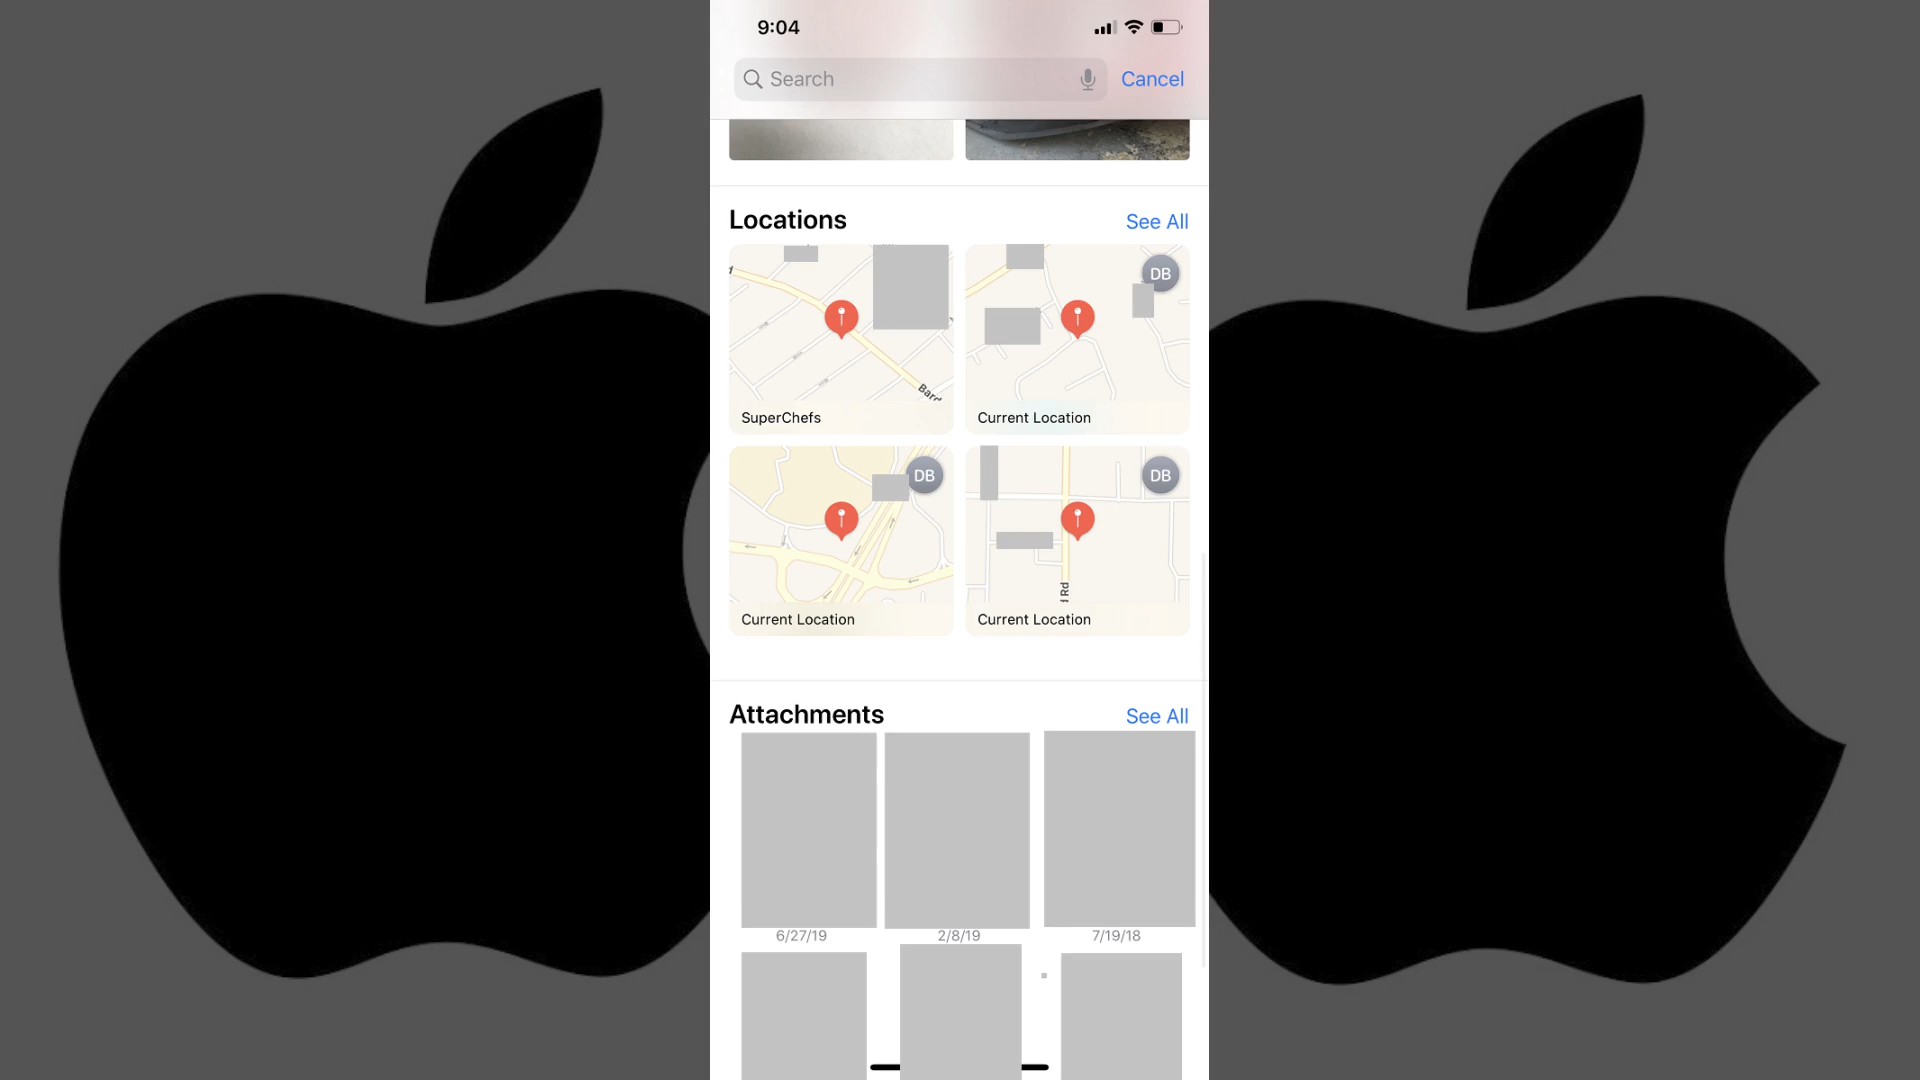 9:04
Search
Cancel
Locations
See All
DB
SuperChefs
Current Location
DB
DB
Rd
Current Location
Current Location
Attachments
See All
6/27/19
2/8/19
7/19/18